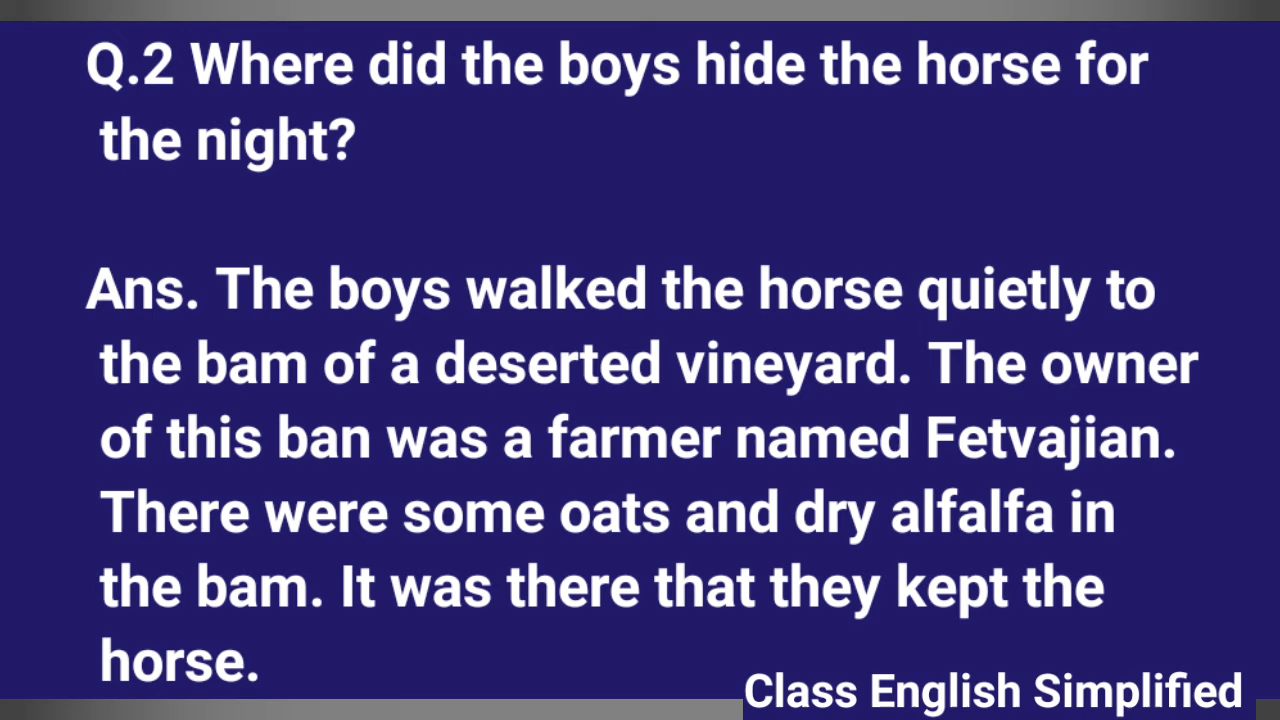 Q.2 Where did the boys hide the horse for
the night?
Ans. The boys walked the horse quietly to
the bam of a deserted vineyard. The owner
of this ban was a farmer named Fetvajian.
There were some oats and dry alfalfa in
the bam. It was there that they kept the
horse.
Class English Simplified